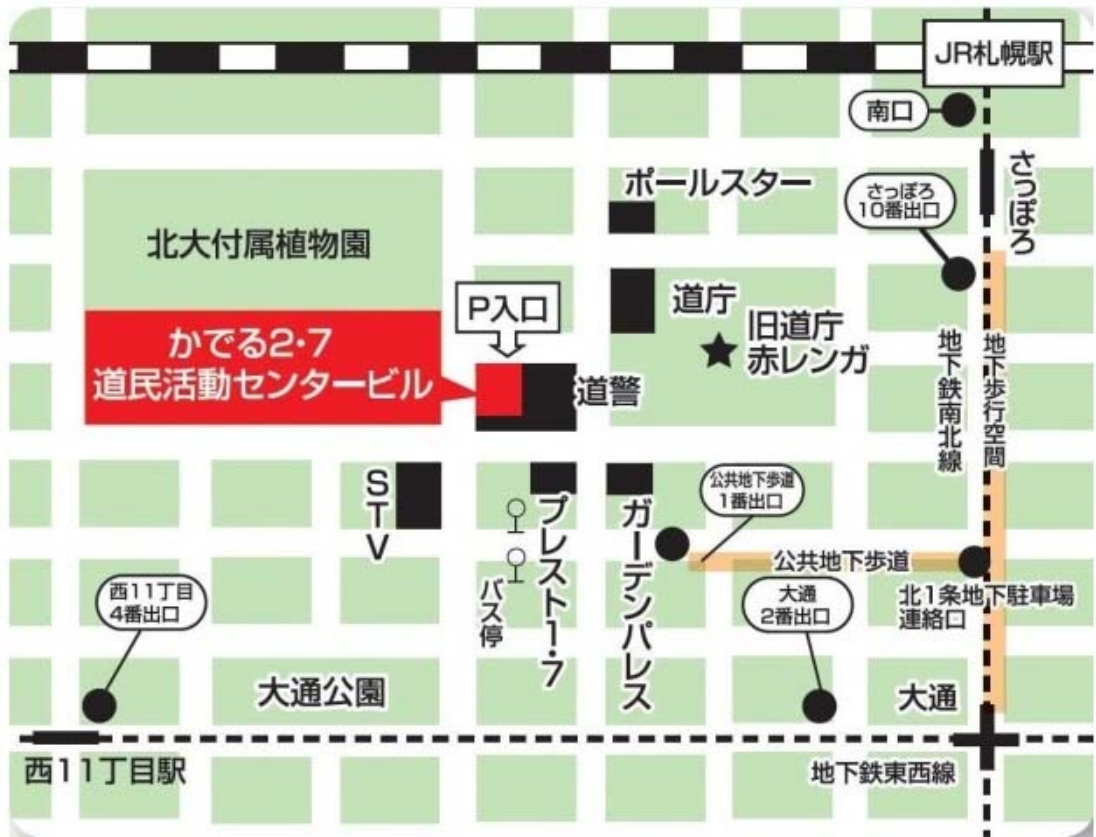 JR札幌駅
南口
さっぽろ
ポールスター
さっぽろ
10番出口
北大付属植物園
P入口
道庁
旧道庁
赤レンガ
かでる2・7
道民活動センタービル
道警
地下鉄南北線
地下歩行空間
STV
プレスト1・7
ガーデンパレス
公共地下歩道
1番出口
公共地下歩道
バス停
西11丁目
4番出口
大通
2番出口
北1条地下駐車場
連絡口
大通公園
大通
西11丁目駅
地下鉄東西線